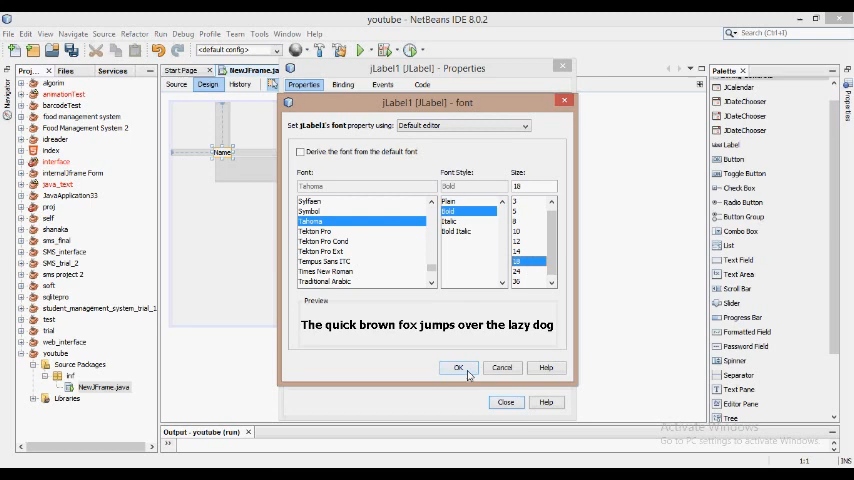 youtube - NetBeans IDE 8.0.2
File Edit View Navigate Source Refactor Run Debug Profile Team Tools Window Help
Search (Ctrl+I)
<default config>
Proj...
Files
Services
Navigator
algorim
animationTest
barcodeTest
food management system
Food Management System 2
idreader
index
interface
internalJframe Form
java_text
JavaApplication33
proj
self
shanaka
sms_final
SMS_interface
SMS_trial_2
sms project 2
soft
sqlitepro
student_management_system_trial_1
test
trial
web_interface
youtube
Source Packages
inf
NewJFrame.java
Libraries
Start Page
NewJFrame.ja
Source
Design
History
Name
jLabel1 [JLabel] - Properties
Properties
Binding
Events
Code
jLabel1 [JLabel] - font
Set jLabel1's font property using: Default editor
Derive the font from the default font
Font:
Font Style:
Size:
Tahoma
Bold
18
Sylfaen
Symbol
Tahoma
Tekton Pro
Tekton Pro Cond
Tekton Pro Ext
Tempus Sans ITC
Times New Roman
Traditional Arabic
Plain
Bold
Italic
Bold Italic
3
5
8
10
12
14
18
24
36
Preview
The quick brown fox jumps over the lazy dog
OK
Cancel
Help
Close
Help
Output - youtube (run)
Palette
JCalendar
JDateChooser
JDateChooser
JDateChooser
Label
Button
Toggle Button
Check Box
Radio Button
Button Group
Combo Box
List
Text Field
Text Area
Scroll Bar
Slider
Progress Bar
Formatted Field
Password Field
Spinner
Separator
Text Pane
Editor Pane
Tree
Properties
Activate Windows
Go to PC settings to activate Windows.
1:1
INS